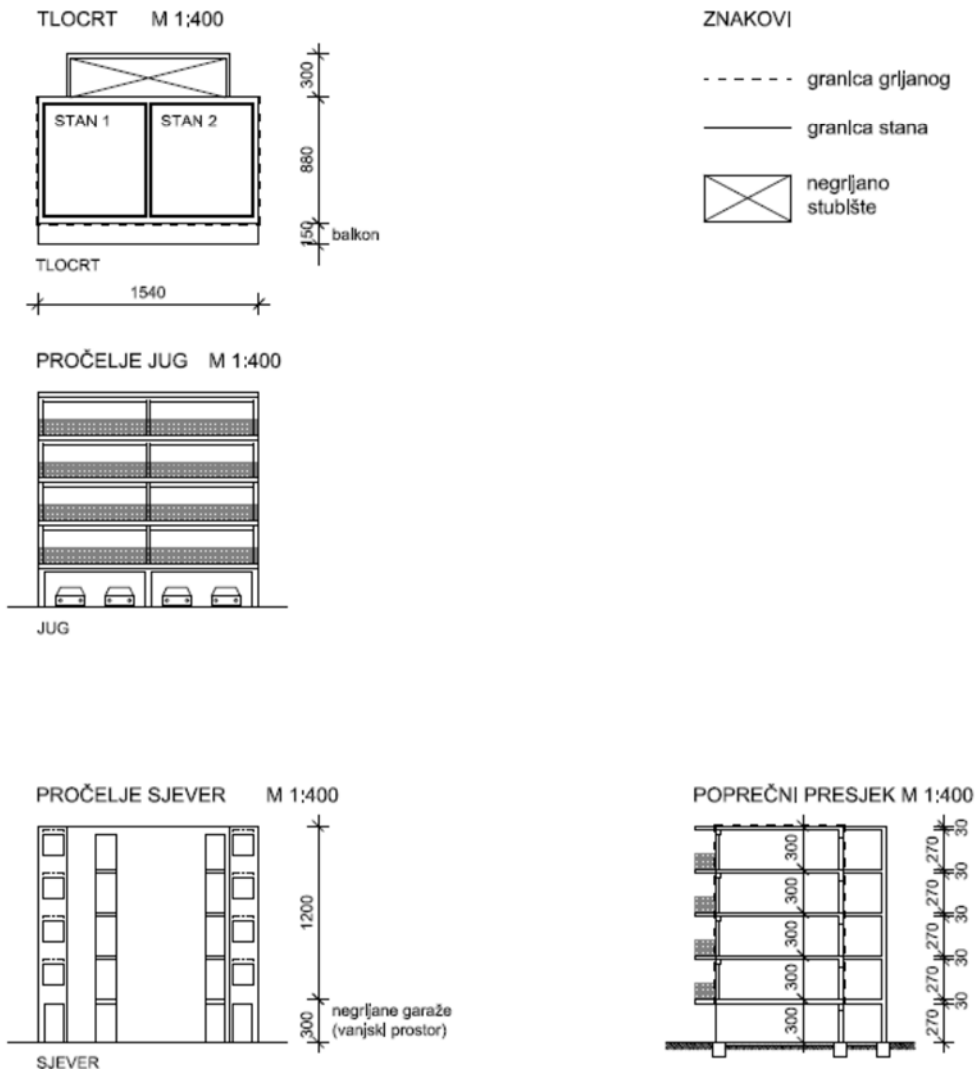 TLOCRT M 1:400
300
STAN 1
STAN 2
880
150
balkon
TLOCRT
1540
ZNAKOVI
granica grijanog
granica stana
negrijano
stubište
PROČELJE JUG M 1:400
JUG
PROČELJE SJEVER M 1:400
1200
300
negrijane garaže
(vanjski prostor)
SJEVER
POPREČNI PRESJEK M 1:400
300
300
300
300
300
30
270
30
270
30
270
30
270
30
270